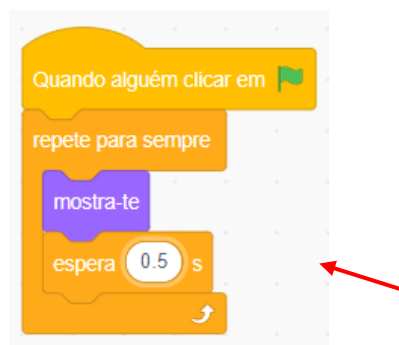 Quando alguém clicar em
repete para sempre
mostra-te
espera 0.5 s